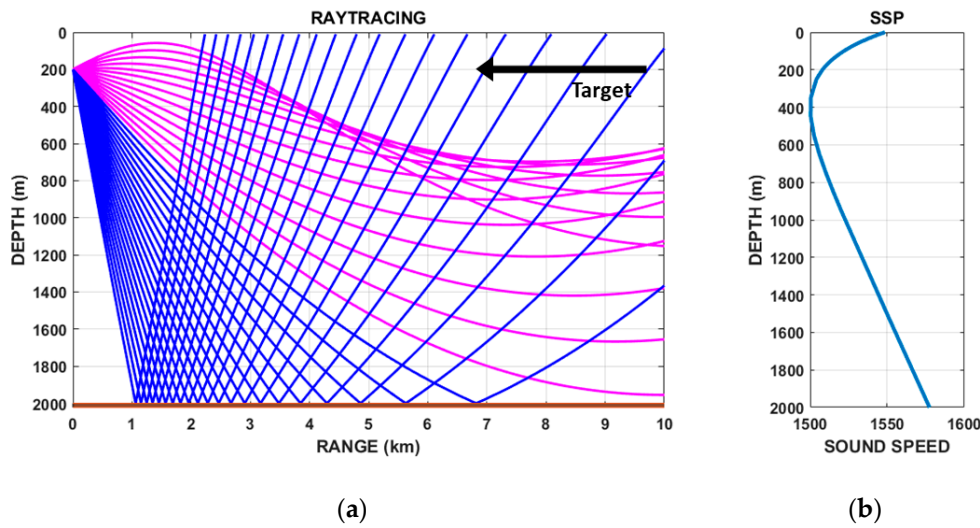 RAYTRACING
0
200
400
600
800
1000
1200
1400
1600
1800
2000
DEPTH (m)
Target
0 1 2 3 4 5 6 7 8 9 10
RANGE (km)
(a)
SSP
0
200
400
600
800
1000
1200
1400
1600
1800
2000
DEPTH (m)
1500 1550 1600
SOUND SPEED
(b)